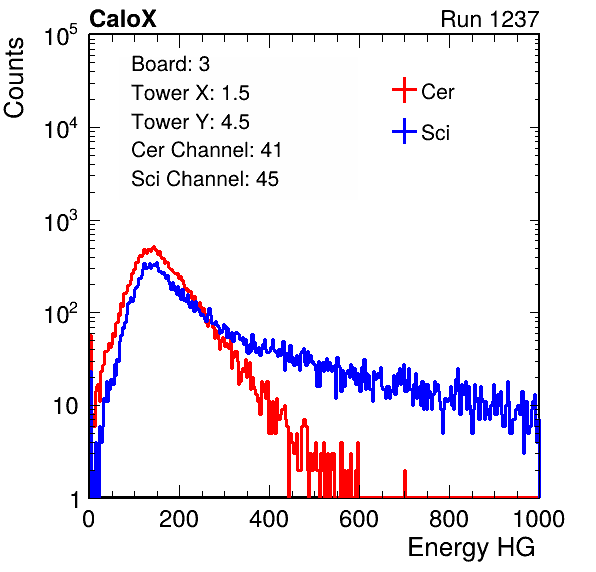 CaloX Run 1237
Counts
10^5
10^4
10^3
10^2
10
1
Board: 3
Tower X: 1.5
Tower Y: 4.5
Cer Channel: 41
Sci Channel: 45
Cer
Sci
0 200 400 600 800 1000
Energy HG